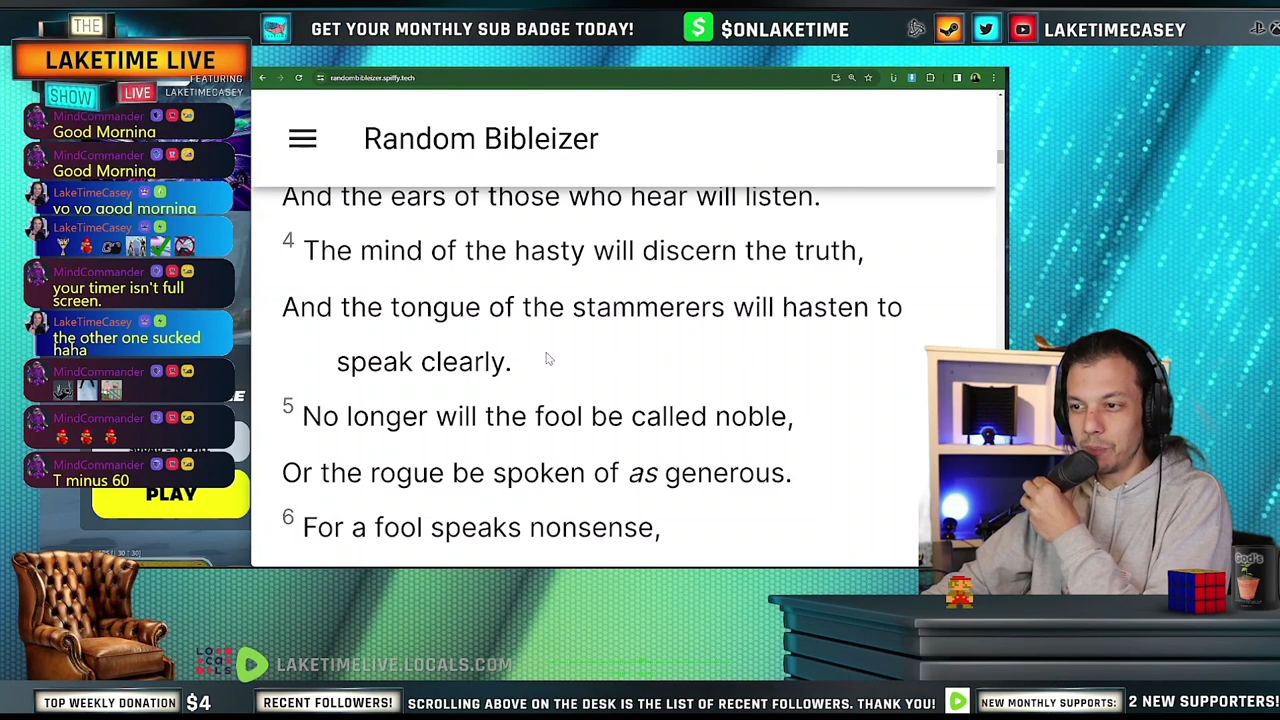 THE
LAKETIME LIVE
FEATURING
SHOW LIVE LAKETIMECASEY
GET YOUR MONTHLY SUB BADGE TODAY!
$ONLAKETIME
LAKETIMECASEY
randombibleizer.spiffy.tech
Random Bibleizer
And the ears of those who hear will listen.
4 The mind of the hasty will discern the truth,
And the tongue of the stammerers will hasten to
speak clearly.
5 No longer will the fool be called noble,
Or the rogue be spoken of as generous.
6 For a fool speaks nonsense,
MindCommander
Good Morning
MindCommander
Good Morning
LakeTimeCasey
yo yo good morning
LakeTimeCasey
MindCommander
your timer isn't full
screen.
LakeTimeCasey
the other one sucked
haha
MindCommander
MindCommander
MindCommander
T minus 60
PLAY
God's
LOCALS
LAKETIMELIVE.LOCALS.COM
TOP WEEKLY DONATION $4
RECENT FOLLOWERS!
SCROLLING ABOVE ON THE DESK IS THE LIST OF RECENT FOLLOWERS. THANK YOU!
NEW MONTHLY SUPPORTS:
2 NEW SUPPORTERS!